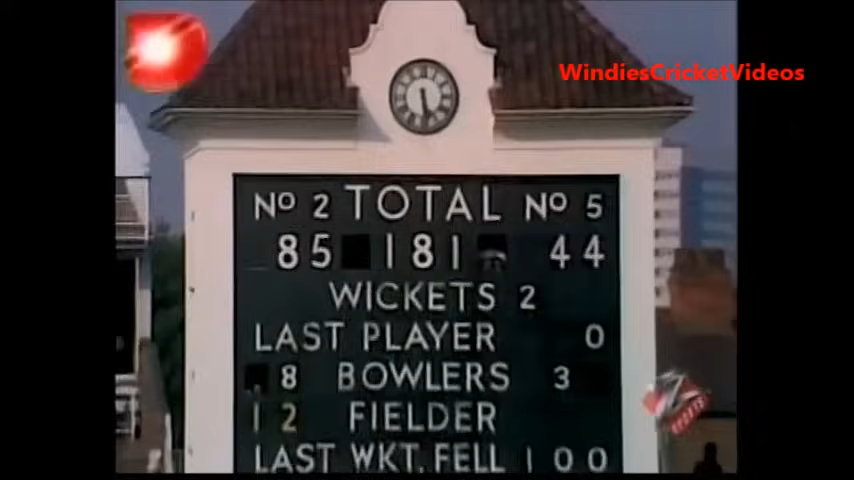 WindiesCricketVideos
No 2 TOTAL No 5
85 181 44
WICKETS 2
LAST PLAYER 0
8 BOWLERS 3
12 FIELDER
LAST WKT. FELL 100
Z
SPORTS